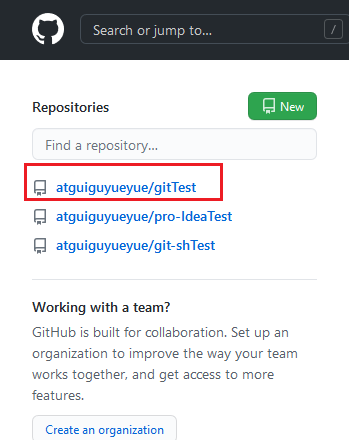 Search or jump to...
/
Repositories
New
Find a repository...
atguiguyueyue/gitTest
atguiguyueyue/pro-IdeaTest
atguiguyueyue/git-shTest
Working with a team?
GitHub is built for collaboration. Set up an
organization to improve the way your team
works together, and get access to more
features.
Create an organization